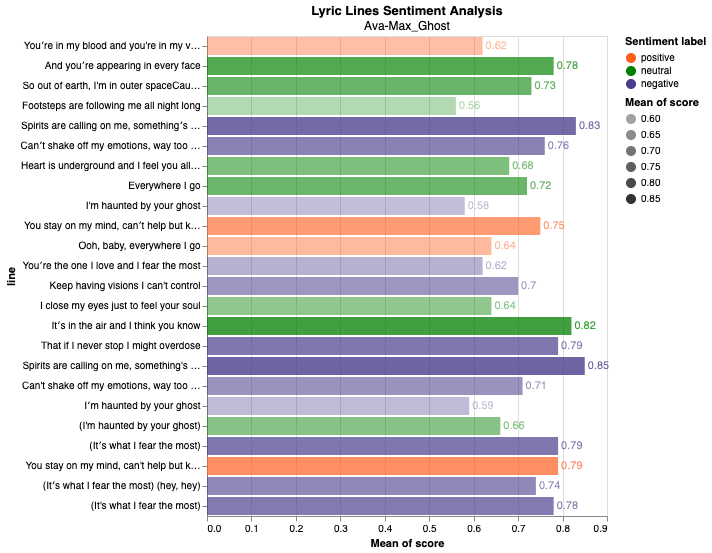 Lyric Lines Sentiment Analysis
Ava-Max_Ghost
line
You′re in my blood and you're in my v… 0.62
And you′re appearing in every face 0.78
So out of earth, I'm in outer spaceCau… 0.73
Footsteps are following me all night long 0.56
Spirits are calling on me, something′s … 0.83
Can′t shake off my emotions, way too … 0.76
Heart is underground and I feel you all… 0.68
Everywhere I go 0.72
I'm haunted by your ghost 0.58
You stay on my mind, can′t help but k… 0.75
Ooh, baby, everywhere I go 0.64
You′re the one I love and I fear the most 0.62
Keep having visions I can't control 0.7
I close my eyes just to feel your soul 0.64
It′s in the air and I think you know 0.82
That if I never stop I might overdose 0.79
Spirits are calling on me, something's … 0.85
Can't shake off my emotions, way too … 0.71
I′m haunted by your ghost 0.59
(I'm haunted by your ghost) 0.66
(It′s what I fear the most) 0.79
You stay on my mind, can't help but k… 0.79
(It′s what I fear the most) (hey, hey) 0.74
(It's what I fear the most) 0.78
0.0 0.1 0.2 0.3 0.4 0.5 0.6 0.7 0.8 0.9
Mean of score
Sentiment label
positive
neutral
negative
Mean of score
0.60
0.65
0.70
0.75
0.80
0.85